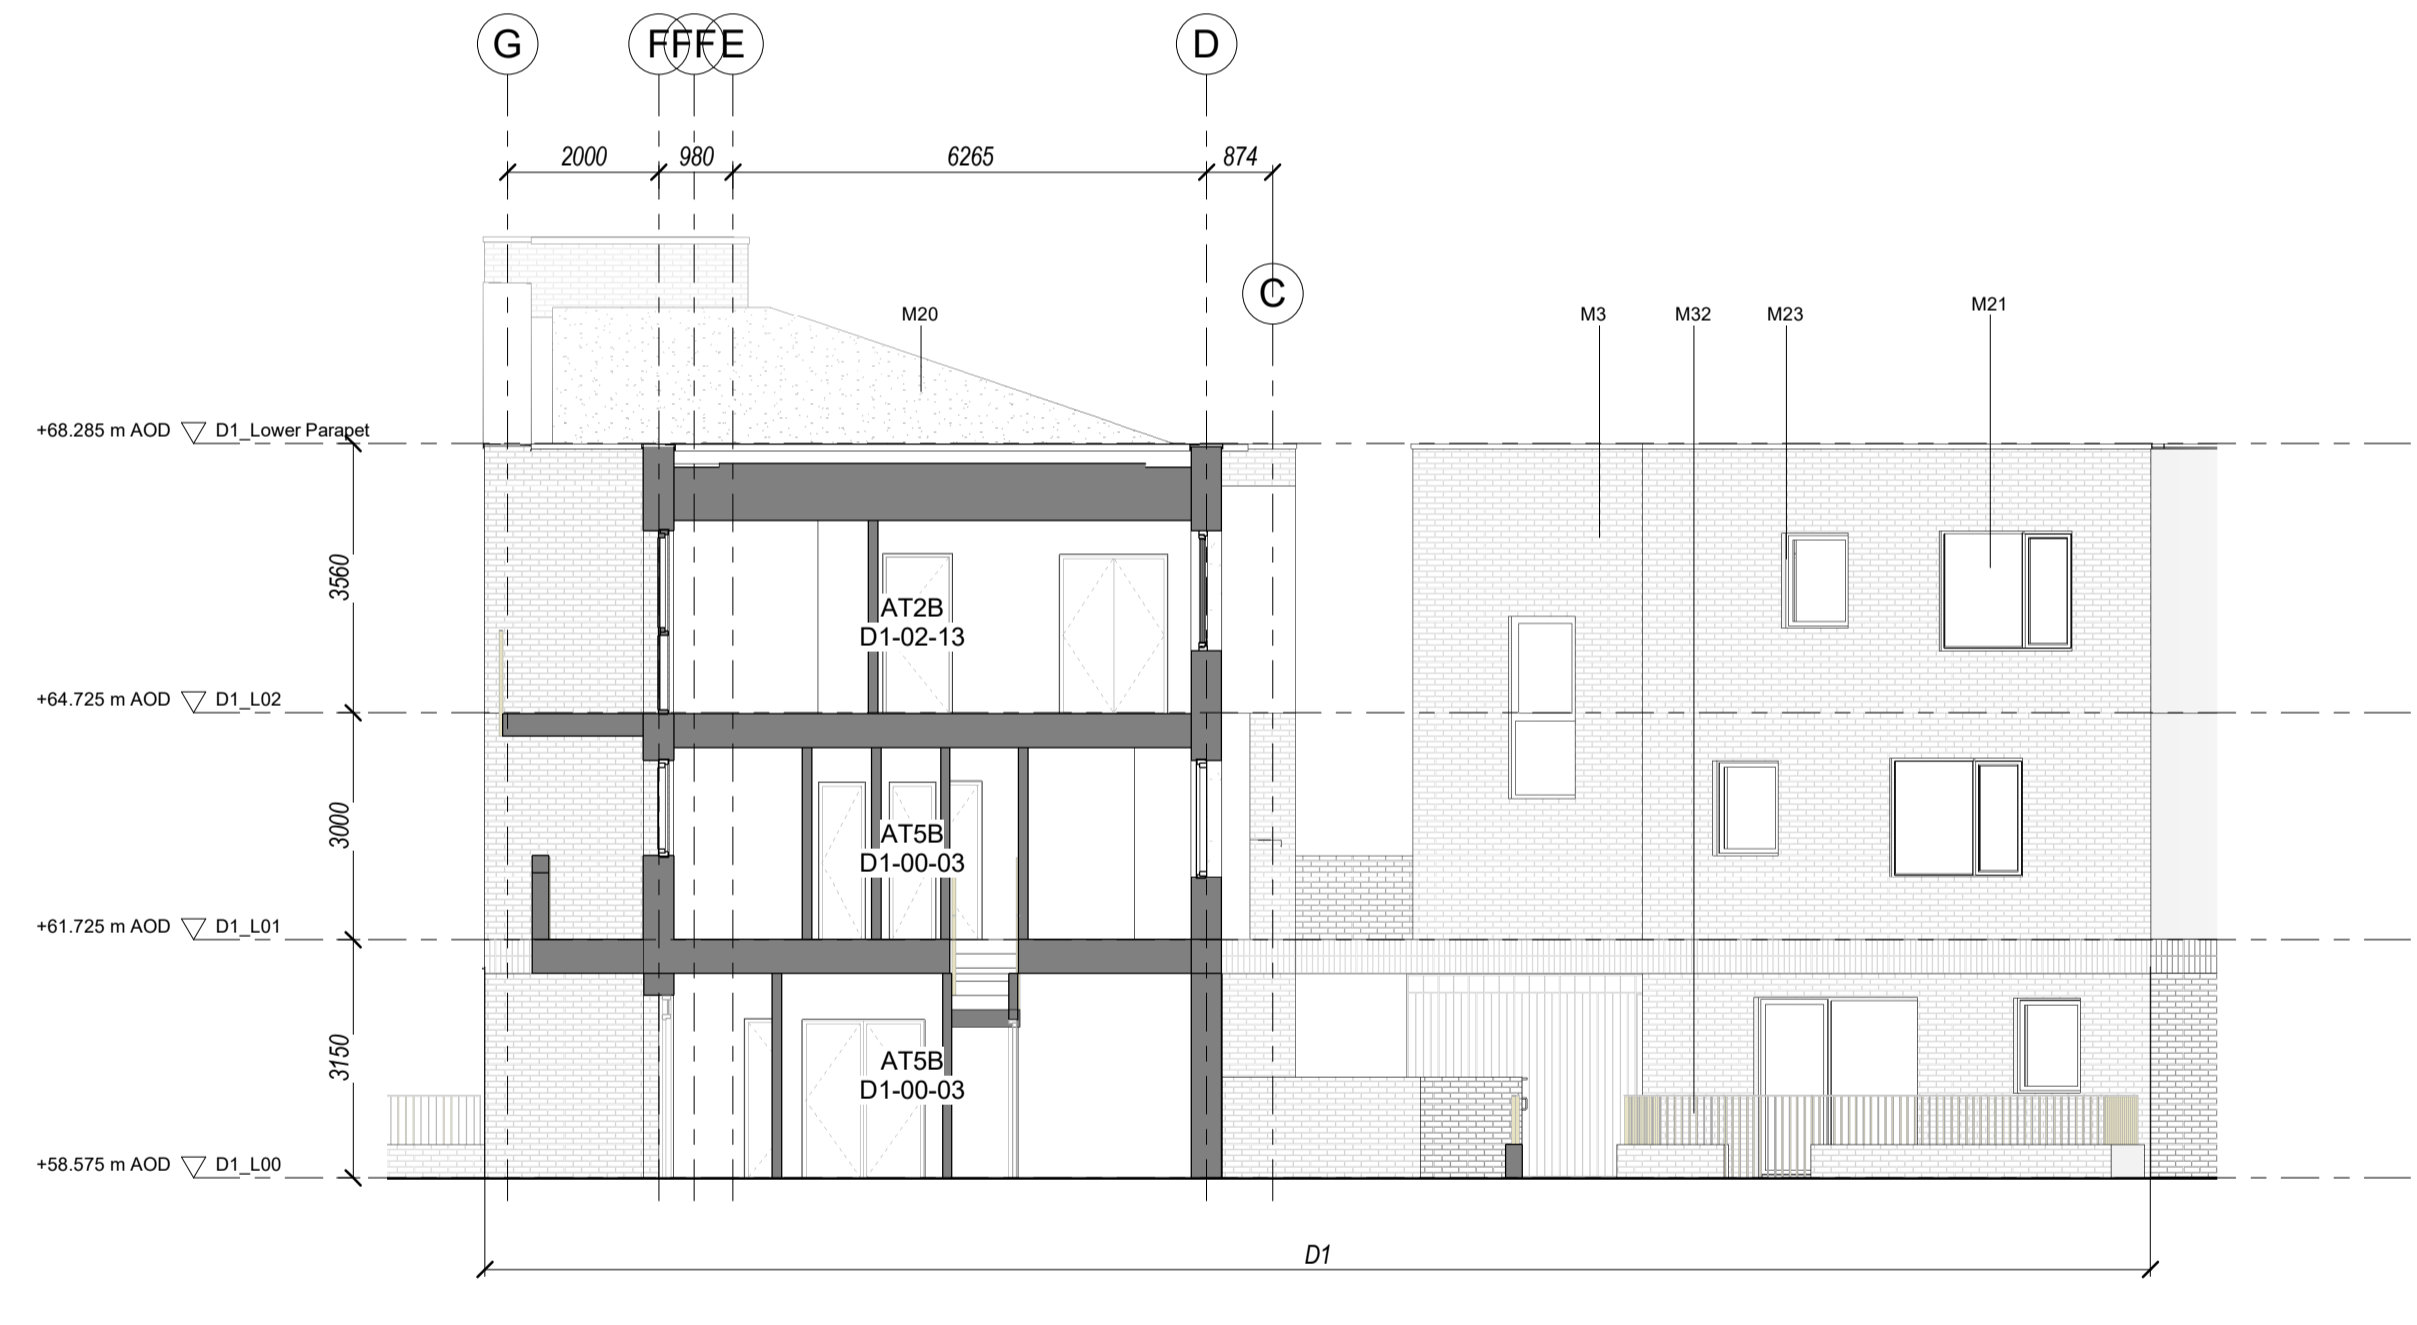 G
F
FF
E
D
2000
980
6265
874
C
M20
M3
M32
M23
M21
+68.285 m AOD D1_Lower Parapet
3560
AT2B
D1-02-13
+64.725 m AOD D1_L02
3000
AT5B
D1-00-03
+61.725 m AOD D1_L01
3150
AT5B
D1-00-03
+58.575 m AOD D1_L00
D1